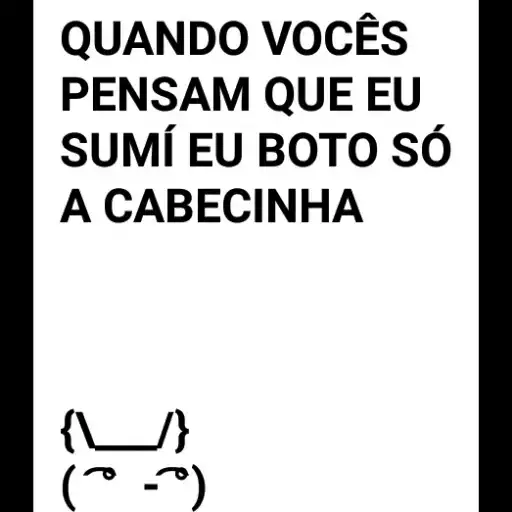 QUANDO VOCÊS
PENSAM QUE EU
SUMÍ EU BOTO SÓ
A CABECINHA
{\___/}
( ͡° - ͡°)